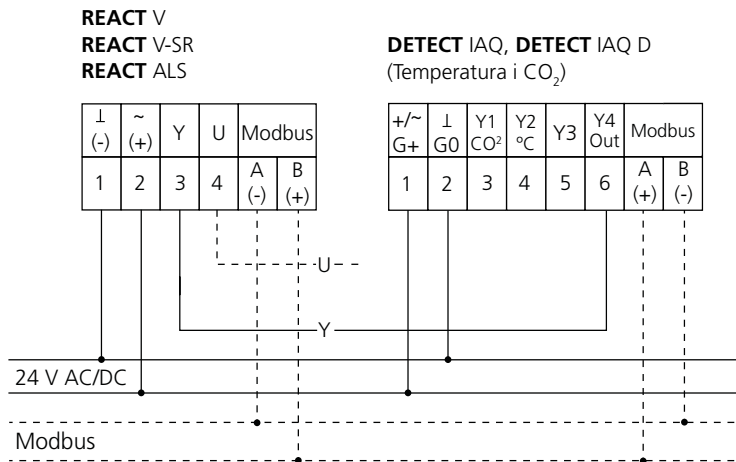 REACT V
REACT V-SR
REACT ALS
⊥ (-) ~ (+) Y U Modbus
1 2 3 4 A (-) B (+)
DETECT IAQ, DETECT IAQ D
(Temperatura i CO₂)
+/~ G+ ⊥ G0 Y1 CO² Y2 ºC Y3 Y4 Out Modbus
1 2 3 4 5 6 A (+) B (-)
U
Y
24 V AC/DC
Modbus